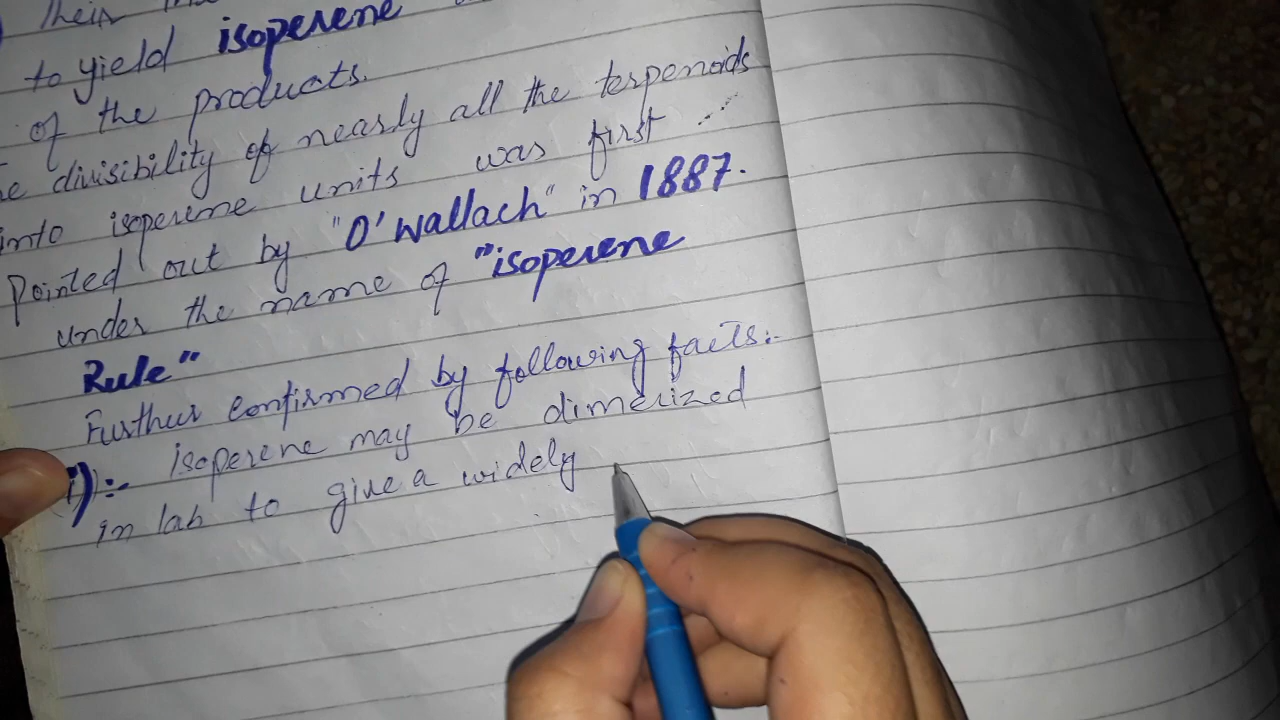 Their
to yield isoperene
of the products.
divisibility of nearly all the terpenoids
into isopereme units was first
Pointed out by "O'Wallach" in 1887.
under the name of "isoperene
Rule"
Further confirmed by following facts:-
i):- isoperene may be dimerized
in lab to give a widely